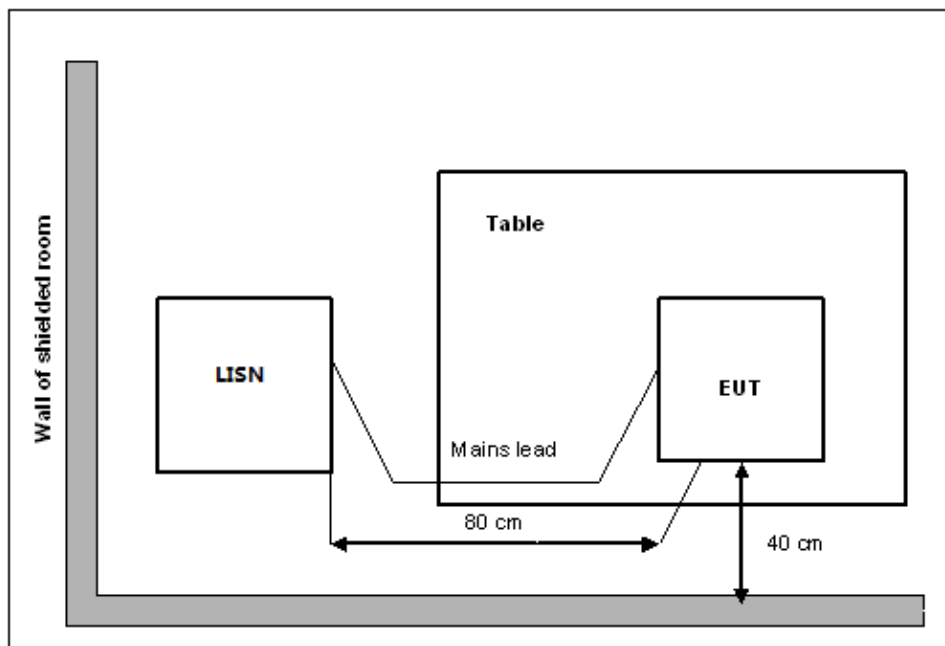 Wall of shielded room
Table
LISN
EUT
Mains lead
80 cm
40 cm